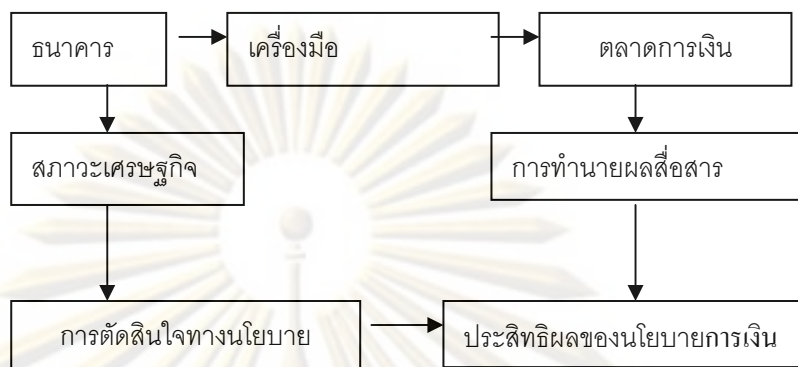 ธนาคาร
เครื่องมือ
ตลาดการเงิน
สภาวะเศรษฐกิจ
การทำนายผลสื่อสาร
การตัดสินใจทางนโยบาย
ประสิทธิผลของนโยบายการเงิน